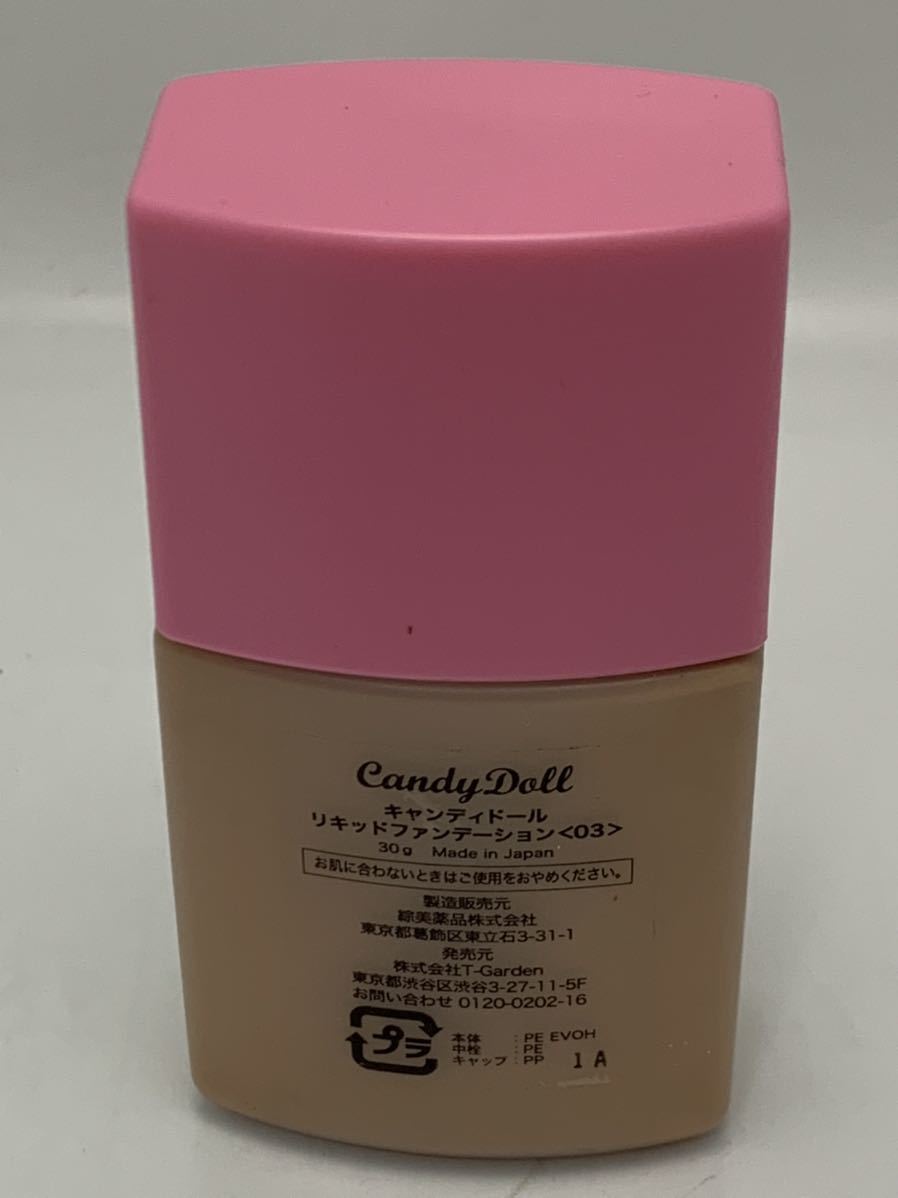 Candy Doll
キャンディドール
リキッドファンデーション<03>
30g Made in Japan
お肌に合わないときはご使用をおやめください。
製造販売元
綜美薬品株式会社
東京都葛飾区東立石3-31-1
発売元
株式会社T-Garden
東京都渋谷区渋谷3-27-11-5F
お問い合わせ 0120-0202-16
プラ
本体 : PE EVOH
中栓 : PE
キャップ : PP
1 A